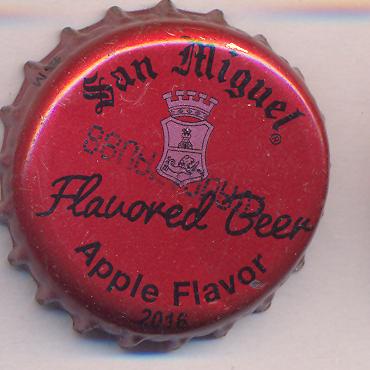 San Miguel®
Flavored Beer
Apple Flavor
2016